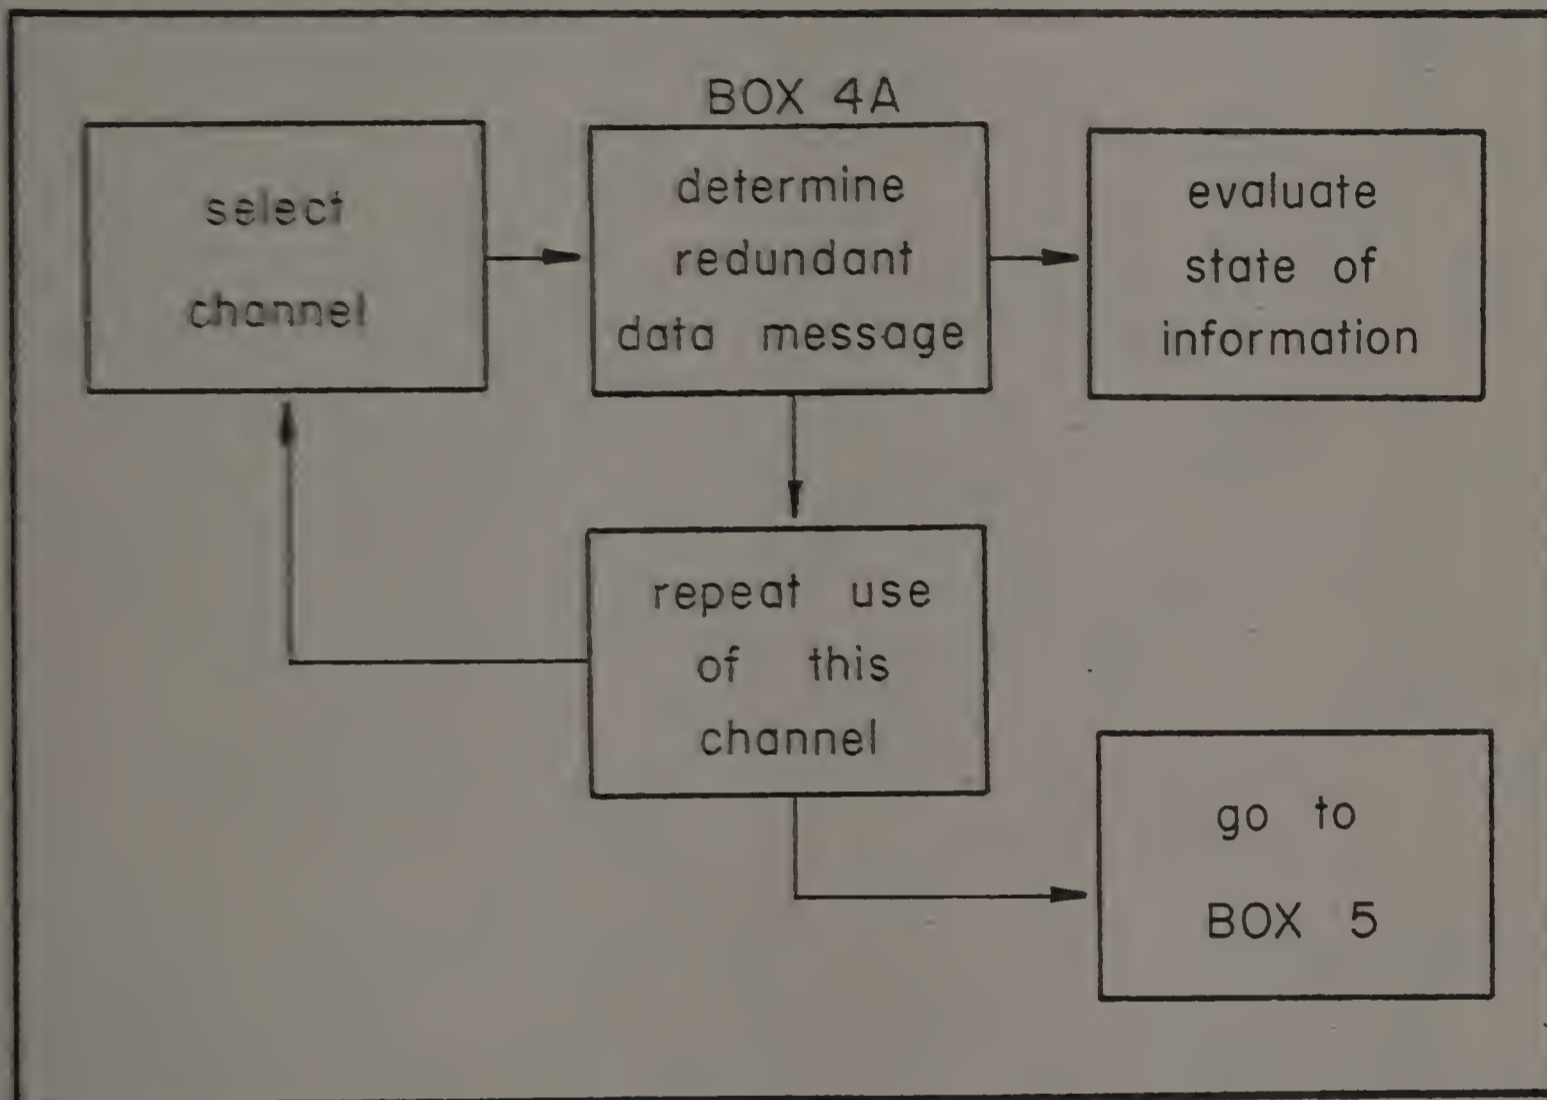 BOX 4A
select
channel
determine
redundant
data message
evaluate
state of
information
repeat use
of this
channel
go to
BOX 5